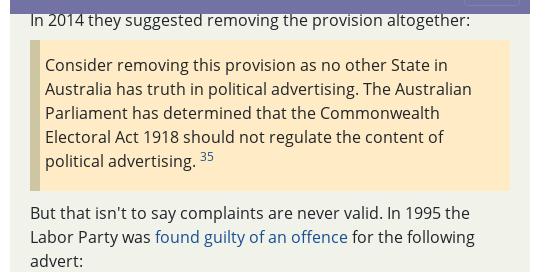 In 2014 they suggested removing the provision altogether:
Consider removing this provision as no other State in
Australia has truth in political advertising. The Australian
Parliament has determined that the Commonwealth
Electoral Act 1918 should not regulate the content of
political advertising. 35
But that isn't to say complaints are never valid. In 1995 the
Labor Party was found guilty of an offence for the following
advert: